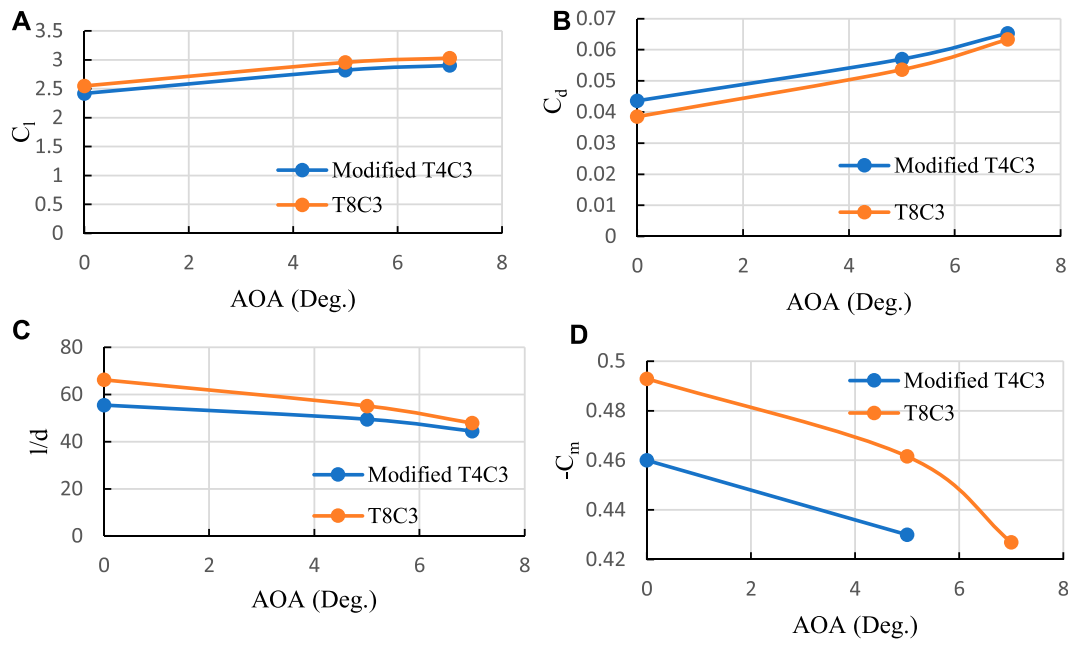 A
3.5
3
2.5
2
1.5
1
0.5
0
C1
Modified T4C3
T8C3
0 2 4 6 8
AOA (Deg.)
B
0.07
0.06
0.05
0.04
0.03
0.02
0.01
0
Cd
Modified T4C3
T8C3
0 2 4 6 8
AOA (Deg.)
C
80
60
40
20
0
l/d
Modified T4C3
T8C3
0 2 4 6 8
AOA (Deg.)
D
0.5
0.48
0.46
0.44
0.42
-Cm
Modified T4C3
T8C3
0 2 4 6 8
AOA (Deg.)